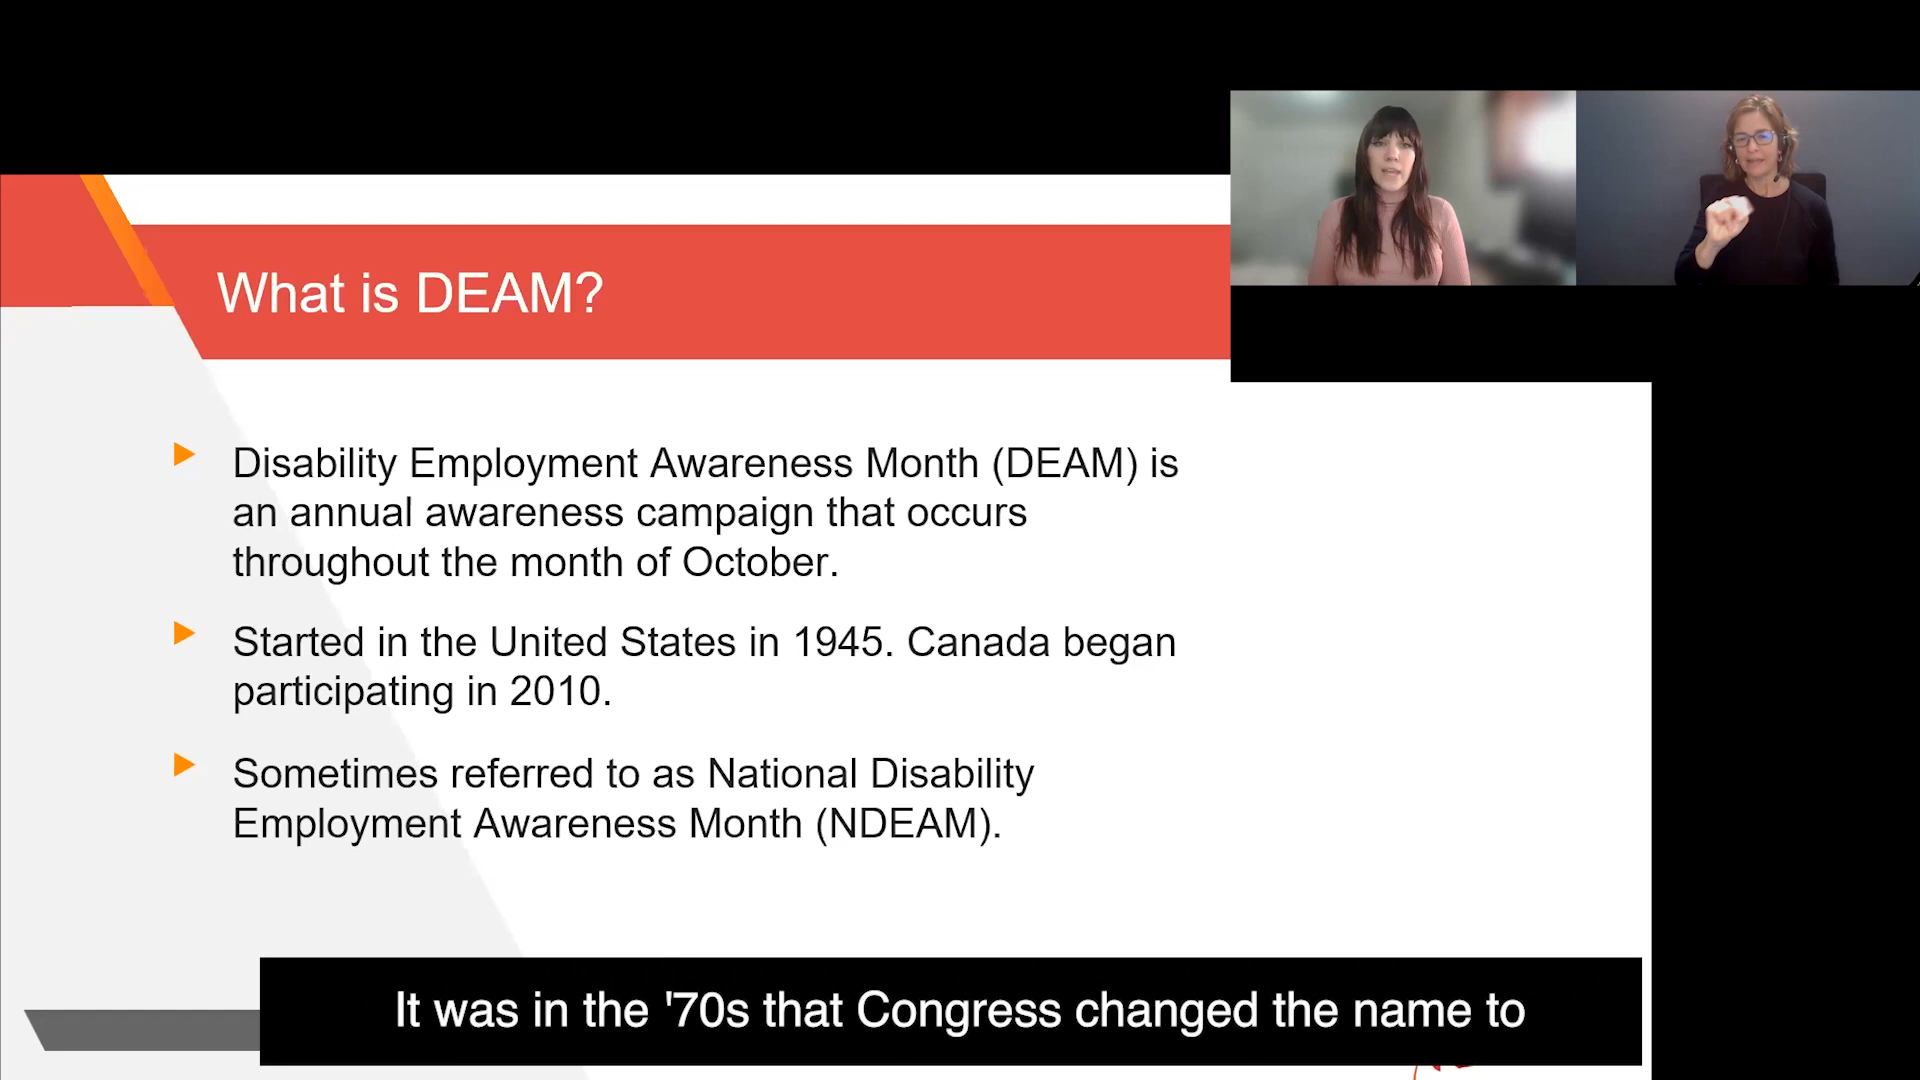 What is DEAM?
Disability Employment Awareness Month (DEAM) is
an annual awareness campaign that occurs
throughout the month of October.
Started in the United States in 1945. Canada began
participating in 2010.
Sometimes referred to as National Disability
Employment Awareness Month (NDEAM).
It was in the '70s that Congress changed the name to